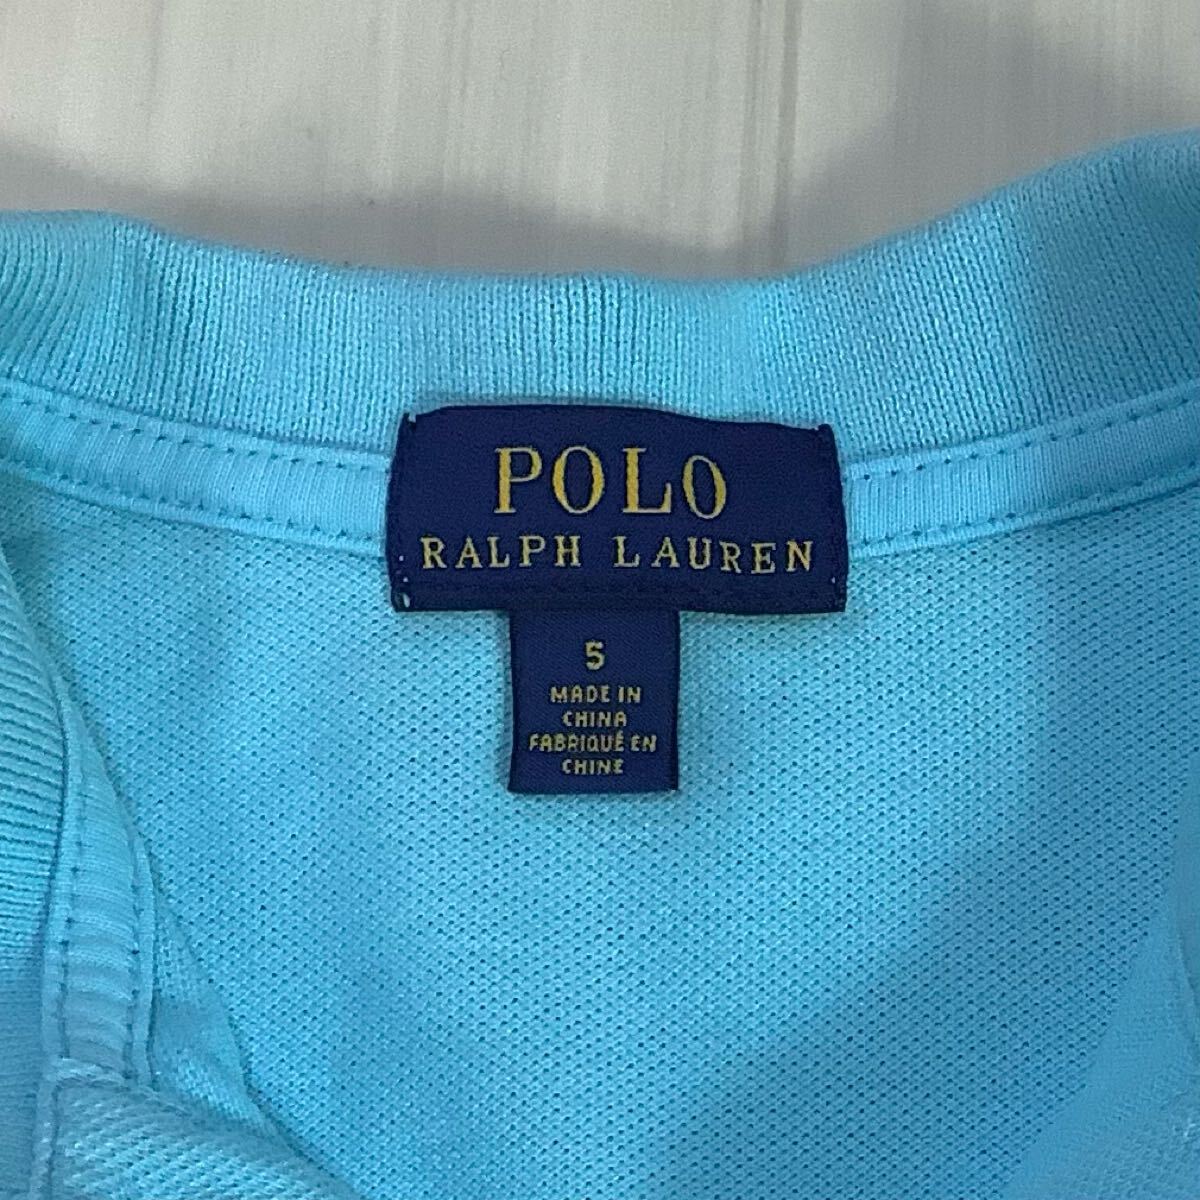 POLO
RALPH LAUREN
5
MADE IN
CHINA
FABRIQUÉ EN
CHINE